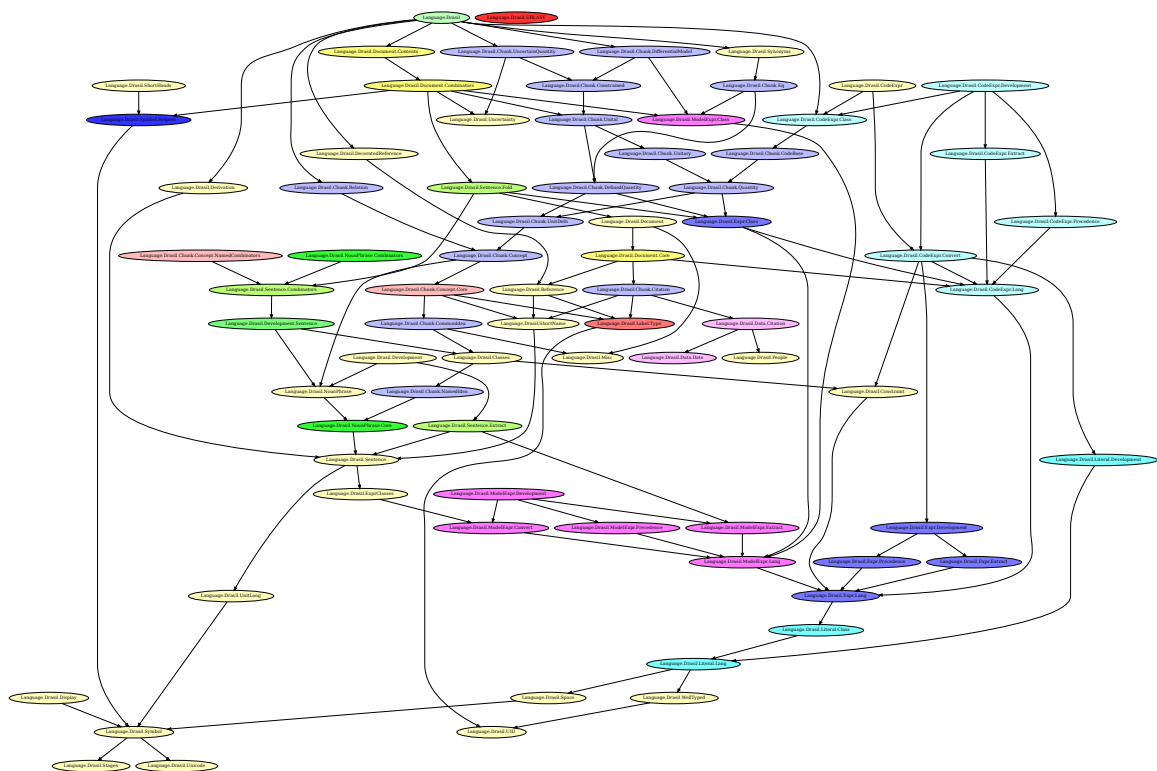 Language.Drasil
Language.Drasil.UID.AST
Language.Drasil.Document.Contents
Language.Drasil.Chunk.UncertainQuantity
Language.Drasil.Chunk.DifferentialModel
Language.Drasil.Synonyms
Language.Drasil.ShortHands
Language.Drasil.Document.Combinators
Language.Drasil.Chunk.Constrained
Language.Drasil.Chunk.Eq
Language.Drasil.CodeExpr
Language.Drasil.CodeExpr.Development
Language.Drasil.Uncertainty
Language.Drasil.Chunk.Unital
Language.Drasil.ModelExpr.Class
Language.Drasil.CodeExpr.Class
Language.Drasil.DecoratedReference
Language.Drasil.Chunk.Unitary
Language.Drasil.Chunk.CodeBase
Language.Drasil.CodeExpr.Extract
Language.Drasil.Derivation
Language.Drasil.Chunk.Relation
Language.Drasil.Sentence.Fold
Language.Drasil.Chunk.DefinedQuantity
Language.Drasil.Chunk.Quantity
Language.Drasil.Chunk.UnitDefn
Language.Drasil.Document
Language.Drasil.Expr.Class
Language.Drasil.CodeExpr.Precedence
Language.Drasil.Chunk.Concept.NamedCombinators
Language.Drasil.NounPhrase.Combinators
Language.Drasil.Chunk.Concept
Language.Drasil.Document.Core
Language.Drasil.CodeExpr.Convert
Language.Drasil.Sentence.Combinators
Language.Drasil.Chunk.Concept.Core
Language.Drasil.Reference
Language.Drasil.Chunk.Citation
Language.Drasil.CodeExpr.Lang
Language.Drasil.Development.Sentence
Language.Drasil.Chunk.CommonIdea
Language.Drasil.ShortName
Language.Drasil.Label.Type
Language.Drasil.Data.Citation
Language.Drasil.Development
Language.Drasil.Classes
Language.Drasil.Misc
Language.Drasil.Data.Date
Language.Drasil.People
Language.Drasil.NounPhrase
Language.Drasil.Chunk.NamedIdea
Language.Drasil.Constraint
Language.Drasil.NounPhrase.Core
Language.Drasil.Sentence.Extract
Language.Drasil.Sentence
Language.Drasil.Literal.Development
Language.Drasil.ExprClasses
Language.Drasil.ModelExpr.Development
Language.Drasil.ModelExpr.Convert
Language.Drasil.ModelExpr.Precedence
Language.Drasil.ModelExpr.Extract
Language.Drasil.Expr.Development
Language.Drasil.ModelExpr.Lang
Language.Drasil.Expr.Precedence
Language.Drasil.Expr.Extract
Language.Drasil.UnitLang
Language.Drasil.Expr.Lang
Language.Drasil.Literal.Class
Language.Drasil.Literal.Lang
Language.Drasil.Display
Language.Drasil.Space
Language.Drasil.WellTyped
Language.Drasil.Symbol
Language.Drasil.UID
Language.Drasil.Stages
Language.Drasil.Unicode